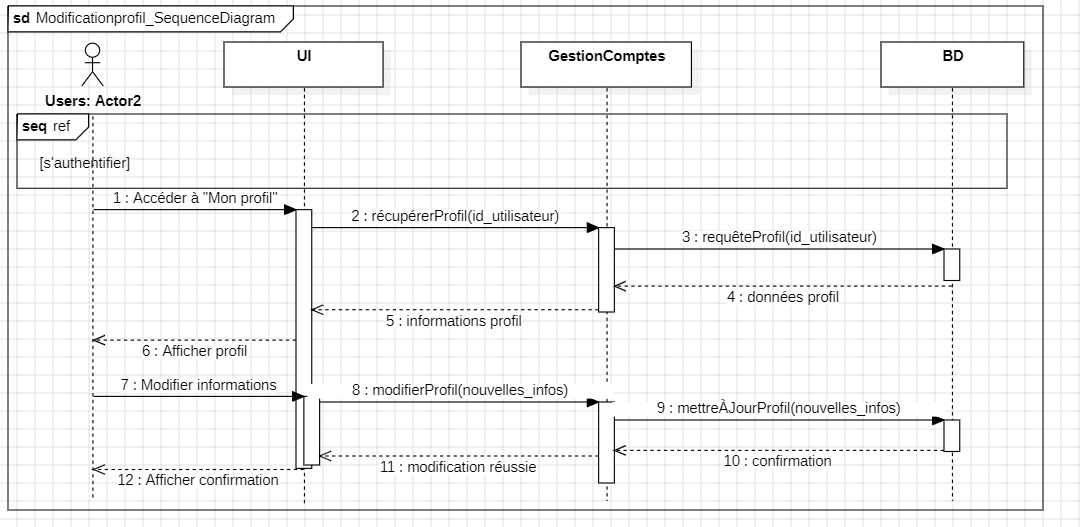 sd Modificationprofil_SequenceDiagram
UI
GestionComptes
BD
Users: Actor2
seq ref
[s'authentifier]
1 : Accéder à "Mon profil"
2 : récupérerProfil(id_utilisateur)
3 : requêteProfil(id_utilisateur)
4 : données profil
5 : informations profil
6 : Afficher profil
7 : Modifier informations
8 : modifierProfil(nouvelles_infos)
9 : mettreÀJourProfil(nouvelles_infos)
10 : confirmation
11 : modification réussie
12 : Afficher confirmation